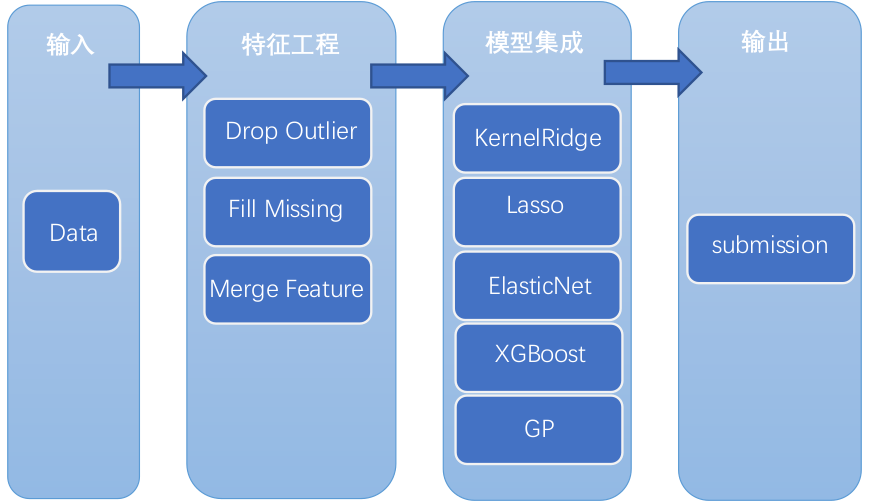 输入
Data
特征工程
Drop Outlier
Fill Missing
Merge Feature
模型集成
KernelRidge
Lasso
ElasticNet
XGBoost
GP
输出
submission